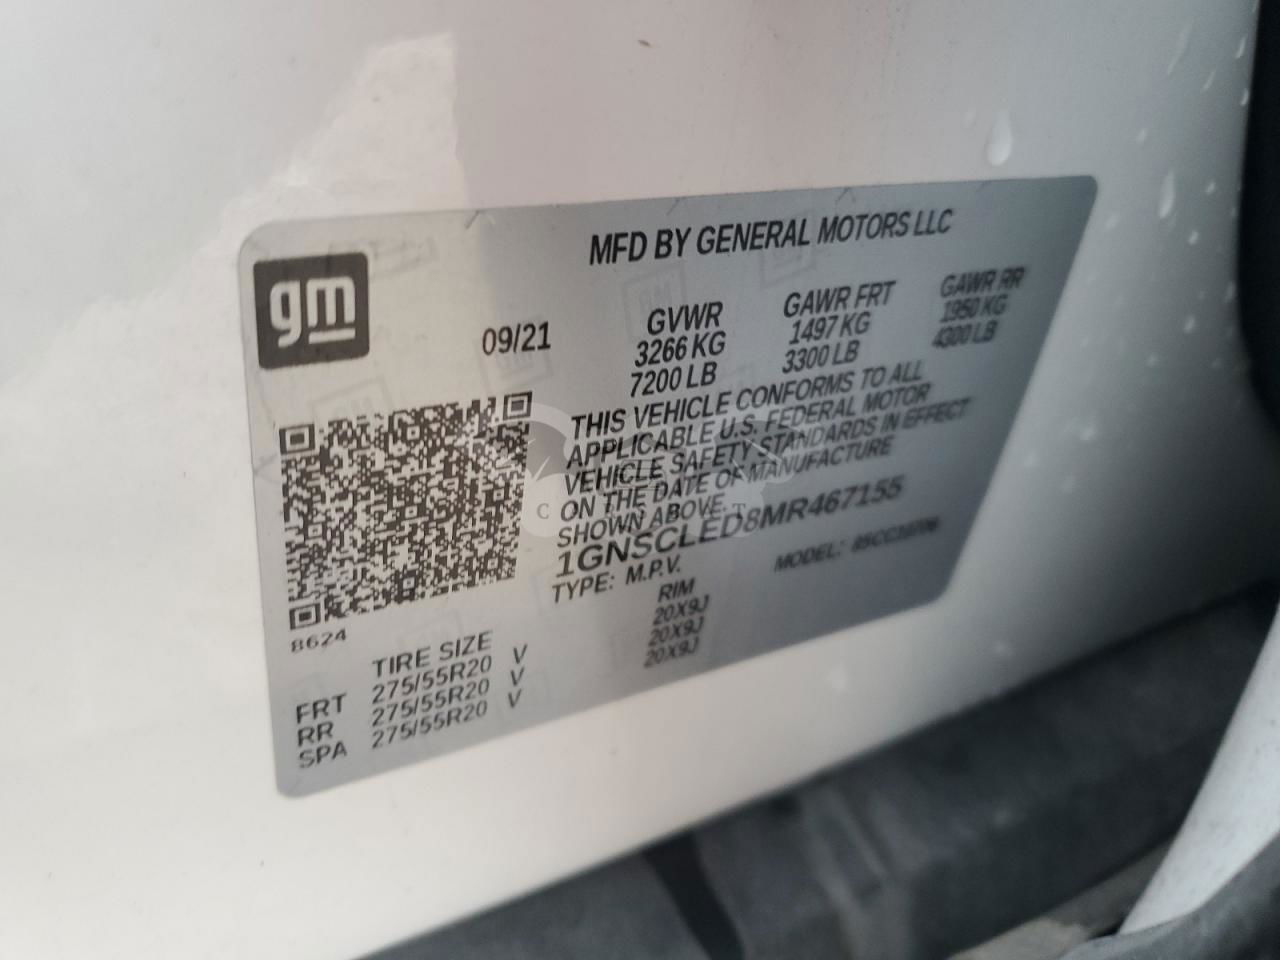 gm
MFD BY GENERAL MOTORS LLC
09/21
GVWR GAWR FRT GAWR RR
3266 KG 1497 KG 1950 KG
7200 LB 3300 LB 4300 LB
THIS VEHICLE CONFORMS TO ALL
APPLICABLE U.S. FEDERAL MOTOR
VEHICLE SAFETY STANDARDS IN EFFECT
ON THE DATE OF MANUFACTURE
SHOWN ABOVE.
1GNSCLED8MR467155
TYPE: M.P.V. MODEL:
8624
TIRE SIZE RIM
FRT 275/55R20 V 20X9J
RR 275/55R20 V 20X9J
SPA 275/55R20 V 20X9J